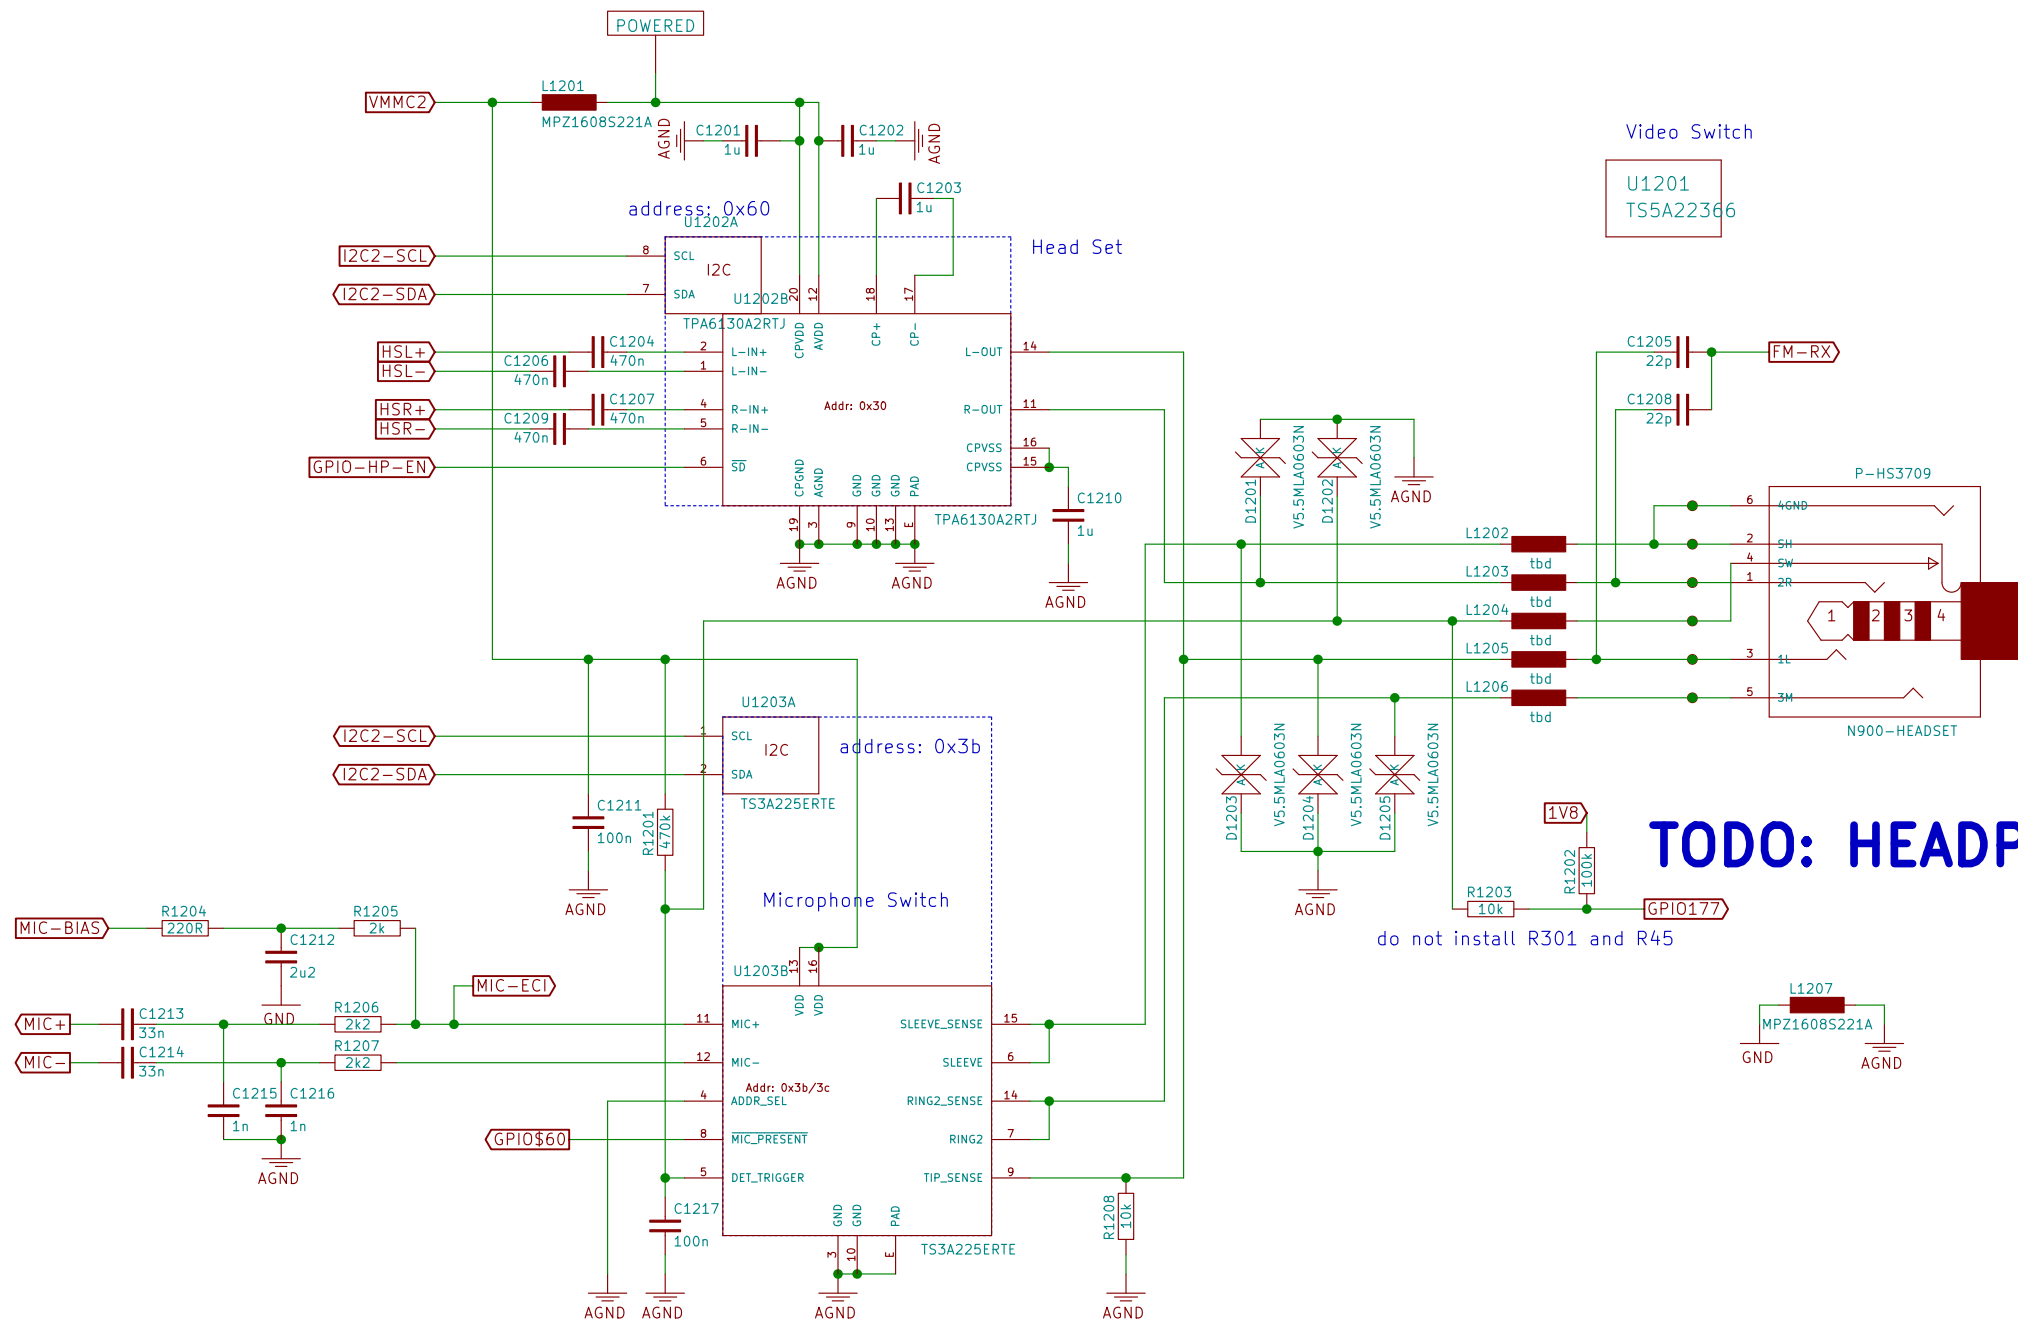 POWERED
VMMC2
L1201
MPZ1608S221A
AGND
C1201
1u
C1202
1u
AGND
Video Switch
U1201
TS5A22366
C1203
1u
address: 0x60
U1202A
I2C2-SCL
8
SCL
I2C
I2C2-SDA
7
SDA
Head Set
U1202B
TPA6130A2RTJ
20
12
18
17
CPVDD
AVDD
CP+
CP-
HSL+
C1204
470n
2
L-IN+
L-OUT
14
HSL-
C1206
470n
1
L-IN-
HSR+
C1207
470n
4
R-IN+
Addr: 0x30
R-OUT
11
HSR-
C1209
470n
5
R-IN-
CPVSS
16
GPIO-HP-EN
6
SD
CPVSS
15
CPGND
AGND
GND
GND
GND
PAD
19
3
9
10
13
E
TPA6130A2RTJ
AGND
AGND
C1210
1u
AGND
C1205
22p
FM-RX
C1208
22p
A K
D1201
V5.5MLA0603N
A K
D1202
V5.5MLA0603N
AGND
P-HS3709
6
4GND
2
SH
4
SW
1
2R
3
1L
5
3M
1
2
3
4
N900-HEADSET
L1202
tbd
L1203
tbd
L1204
tbd
L1205
tbd
L1206
tbd
A K
D1203
V5.5MLA0603N
A K
D1204
V5.5MLA0603N
A K
D1205
V5.5MLA0603N
AGND
U1203A
I2C2-SCL
1
SCL
I2C
I2C2-SDA
2
SDA
address: 0x3b
TS3A225ERTE
C1211
100n
AGND
R1201
470k
1V8
R1202
100k
TODO: HEADP
R1203
10k
GPIO177
do not install R301 and R45
Microphone Switch
MIC-BIAS
R1204
220R
R1205
2k
C1212
2u2
GND
MIC-ECI
U1203B
13
16
VDD
VDD
MIC+
C1213
33n
R1206
2k2
11
MIC+
SLEEVE_SENSE
15
MIC-
C1214
33n
R1207
2k2
12
MIC-
SLEEVE
6
Addr: 0x3b/3c
C1215
1n
C1216
1n
AGND
4
ADDR_SEL
RING2_SENSE
14
GPIO$60
8
MIC_PRESENT
RING2
7
5
DET_TRIGGER
TIP_SENSE
9
GND
GND
PAD
3
10
E
TS3A225ERTE
C1217
100n
R1208
10k
AGND
AGND
AGND
AGND
L1207
MPZ1608S221A
GND
AGND